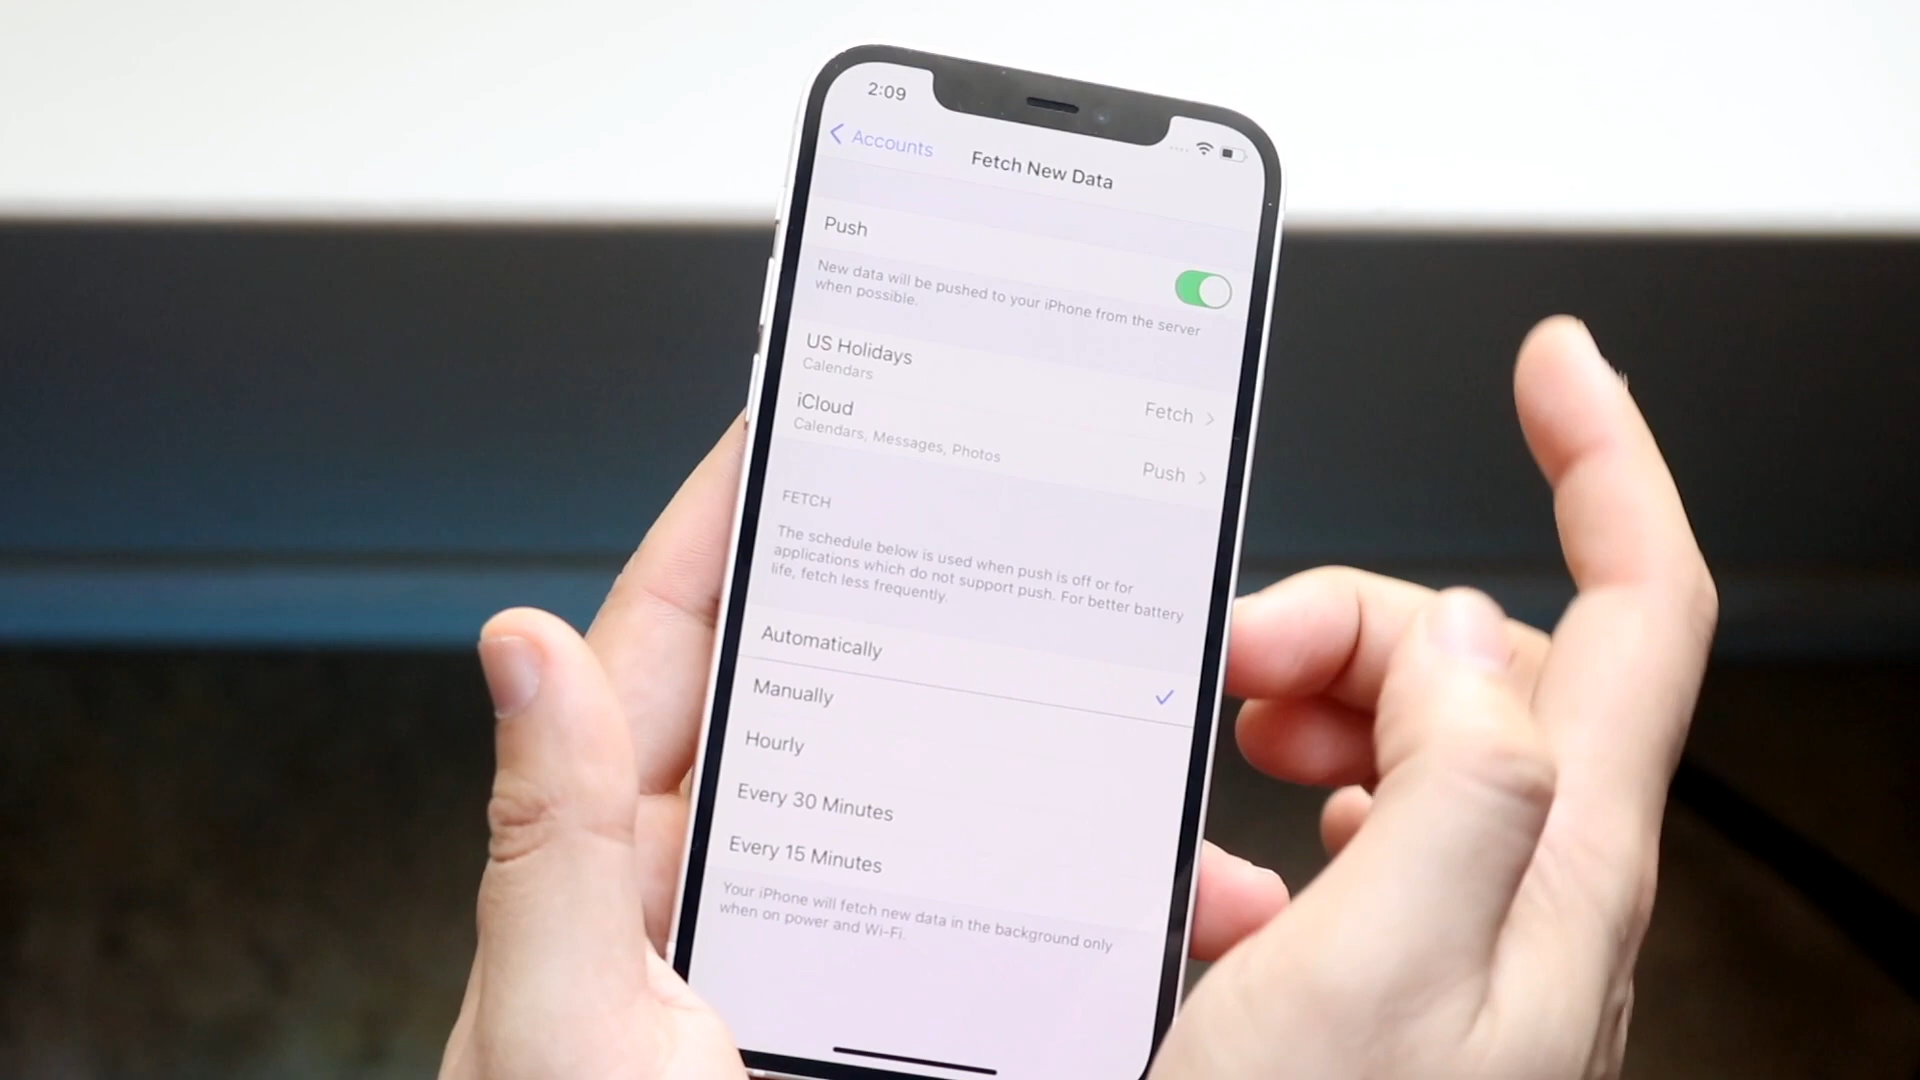 2:09
Accounts
Fetch New Data
Push
New data will be pushed to your iPhone from the server
when possible.
US Holidays
Calendars
Fetch
iCloud
Calendars, Messages, Photos
Push
FETCH
The schedule below is used when push is off or for
applications which do not support push. For better battery
life, fetch less frequently.
Automatically
Manually
Hourly
Every 30 Minutes
Every 15 Minutes
Your iPhone will fetch new data in the background only
when on power and Wi-Fi.